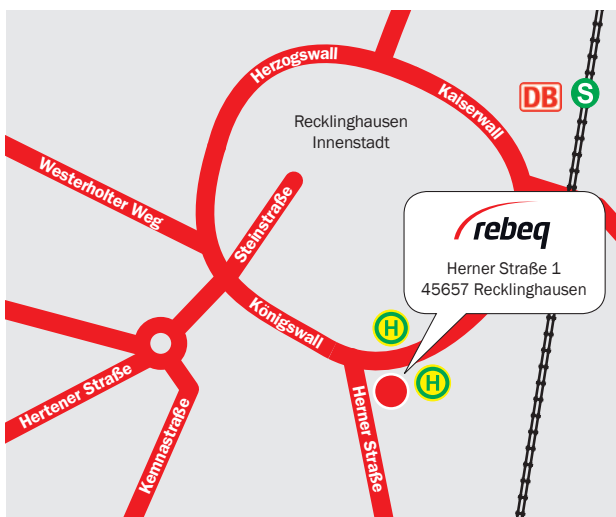 Herzogswall
Kaiserwall
DB
S
Recklinghausen
Innenstadt
Westerholter Weg
Steinstraße
rebeq
Herner Straße 1
45657 Recklinghausen
Königswall
H
H
Hertener Straße
Kemnastraße
Herner Straße